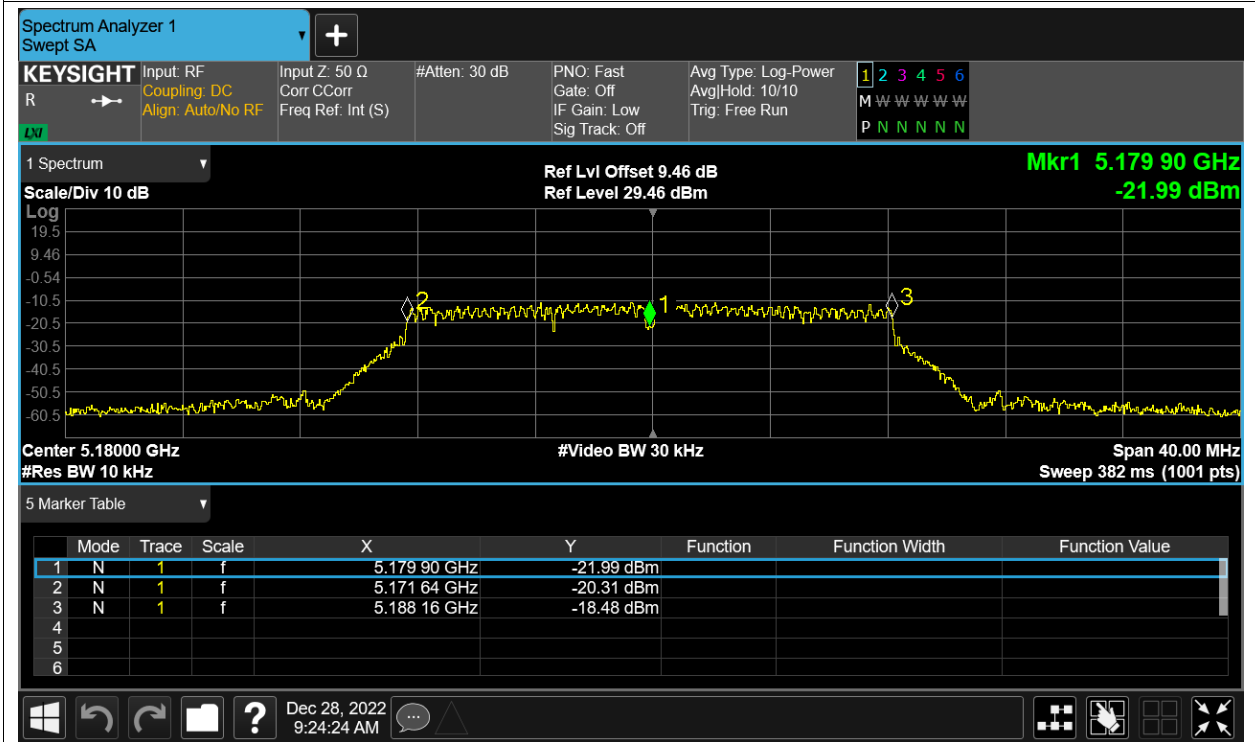 Spectrum Analyzer 1
Swept SA
+
KEYSIGHT
R
LXI
Input: RF
Coupling: DC
Align: Auto/No RF
Input Z: 50 Ω
Corr CCorr
Freq Ref: Int (S)
#Atten: 30 dB
PNO: Fast
Gate: Off
IF Gain: Low
Sig Track: Off
Avg Type: Log-Power
Avg|Hold: 10/10
Trig: Free Run
1 2 3 4 5 6
M W W W W W
P N N N N N
1 Spectrum
Scale/Div 10 dB
Ref Lvl Offset 9.46 dB
Ref Level 29.46 dBm
Mkr1 5.179 90 GHz
-21.99 dBm
Log
19.5
9.46
-0.54
-10.5
-20.5
-30.5
-40.5
-50.5
-60.5
2
1
3
Center 5.18000 GHz
#Video BW 30 kHz
Span 40.00 MHz
#Res BW 10 kHz
Sweep 382 ms (1001 pts)
5 Marker Table
Mode Trace Scale X Y Function Function Width Function Value
1 N 1 f 5.179 90 GHz -21.99 dBm
2 N 1 f 5.171 64 GHz -20.31 dBm
3 N 1 f 5.188 16 GHz -18.48 dBm
4
5
6
?
Dec 28, 2022
9:24:24 AM